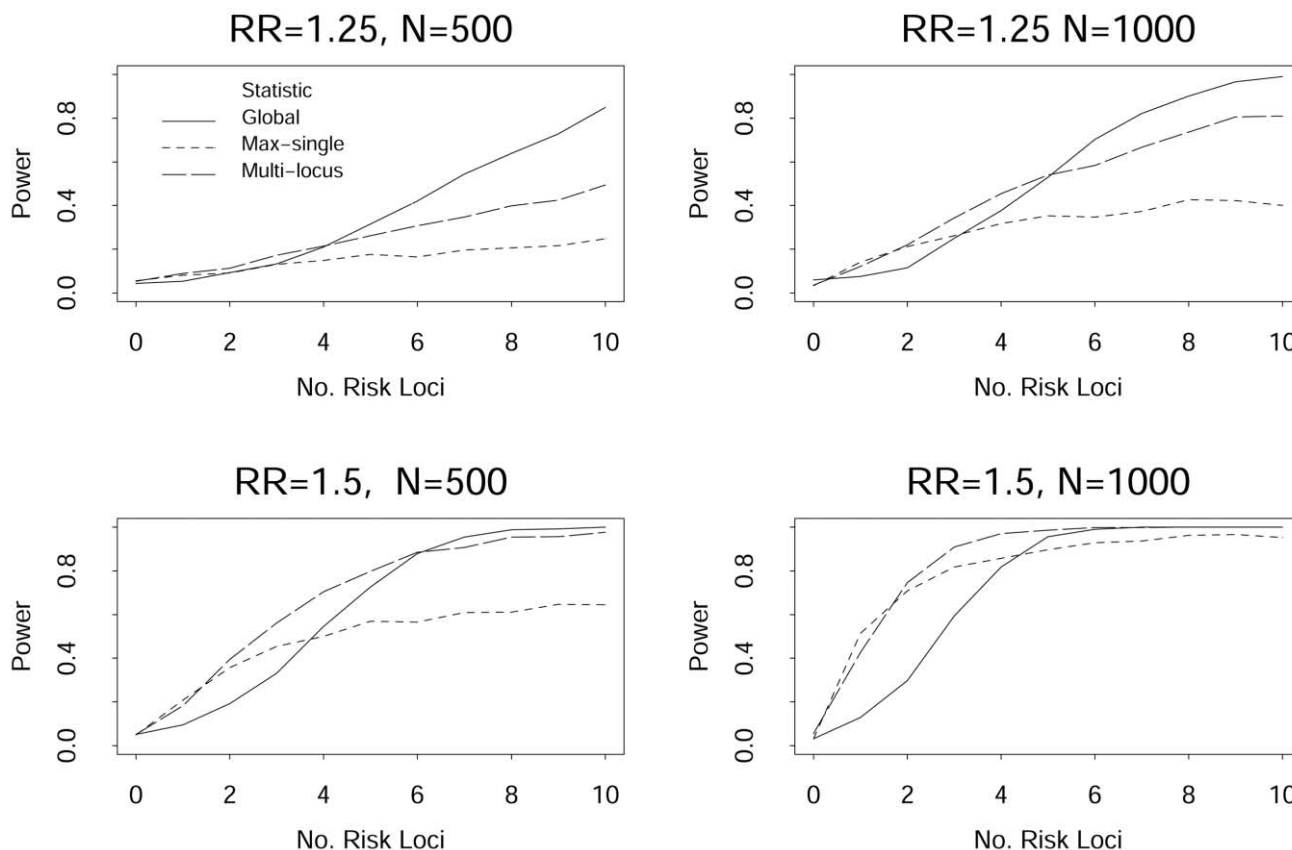 RR=1.25, N=500
Power
0.8
0.4
0.0
Statistic
Global
Max-single
Multi-locus
0 2 4 6 8 10
No. Risk Loci
RR=1.25 N=1000
Power
0.8
0.4
0.0
0 2 4 6 8 10
No. Risk Loci
RR=1.5, N=500
Power
0.8
0.4
0.0
0 2 4 6 8 10
No. Risk Loci
RR=1.5, N=1000
Power
0.8
0.4
0.0
0 2 4 6 8 10
No. Risk Loci